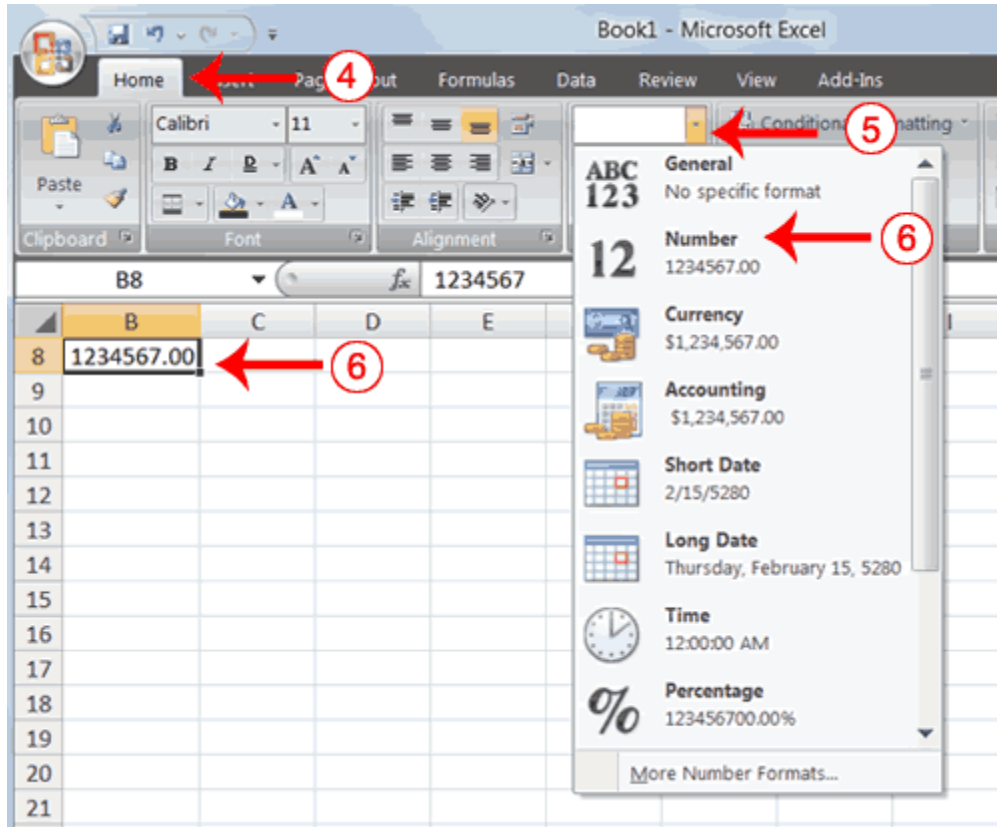 Book1 - Microsoft Excel
Home Formulas Data Review View Add-Ins
4
5
Calibri 11
B I A A A
Paste
Clipboard Font Alignment
ABC
123
General
No specific format
12
Number
1234567.00
6
B8 fx 1234567
Currency
$1,234,567.00
B C D E I
8 1234567.00
6
9
10
11
12
13
14
15
16
17
18
19
20
21
Accounting
$1,234,567.00
Short Date
2/15/5280
Long Date
Thursday, February 15, 5280
Time
12:00:00 AM
%
Percentage
123456700.00%
More Number Formats...